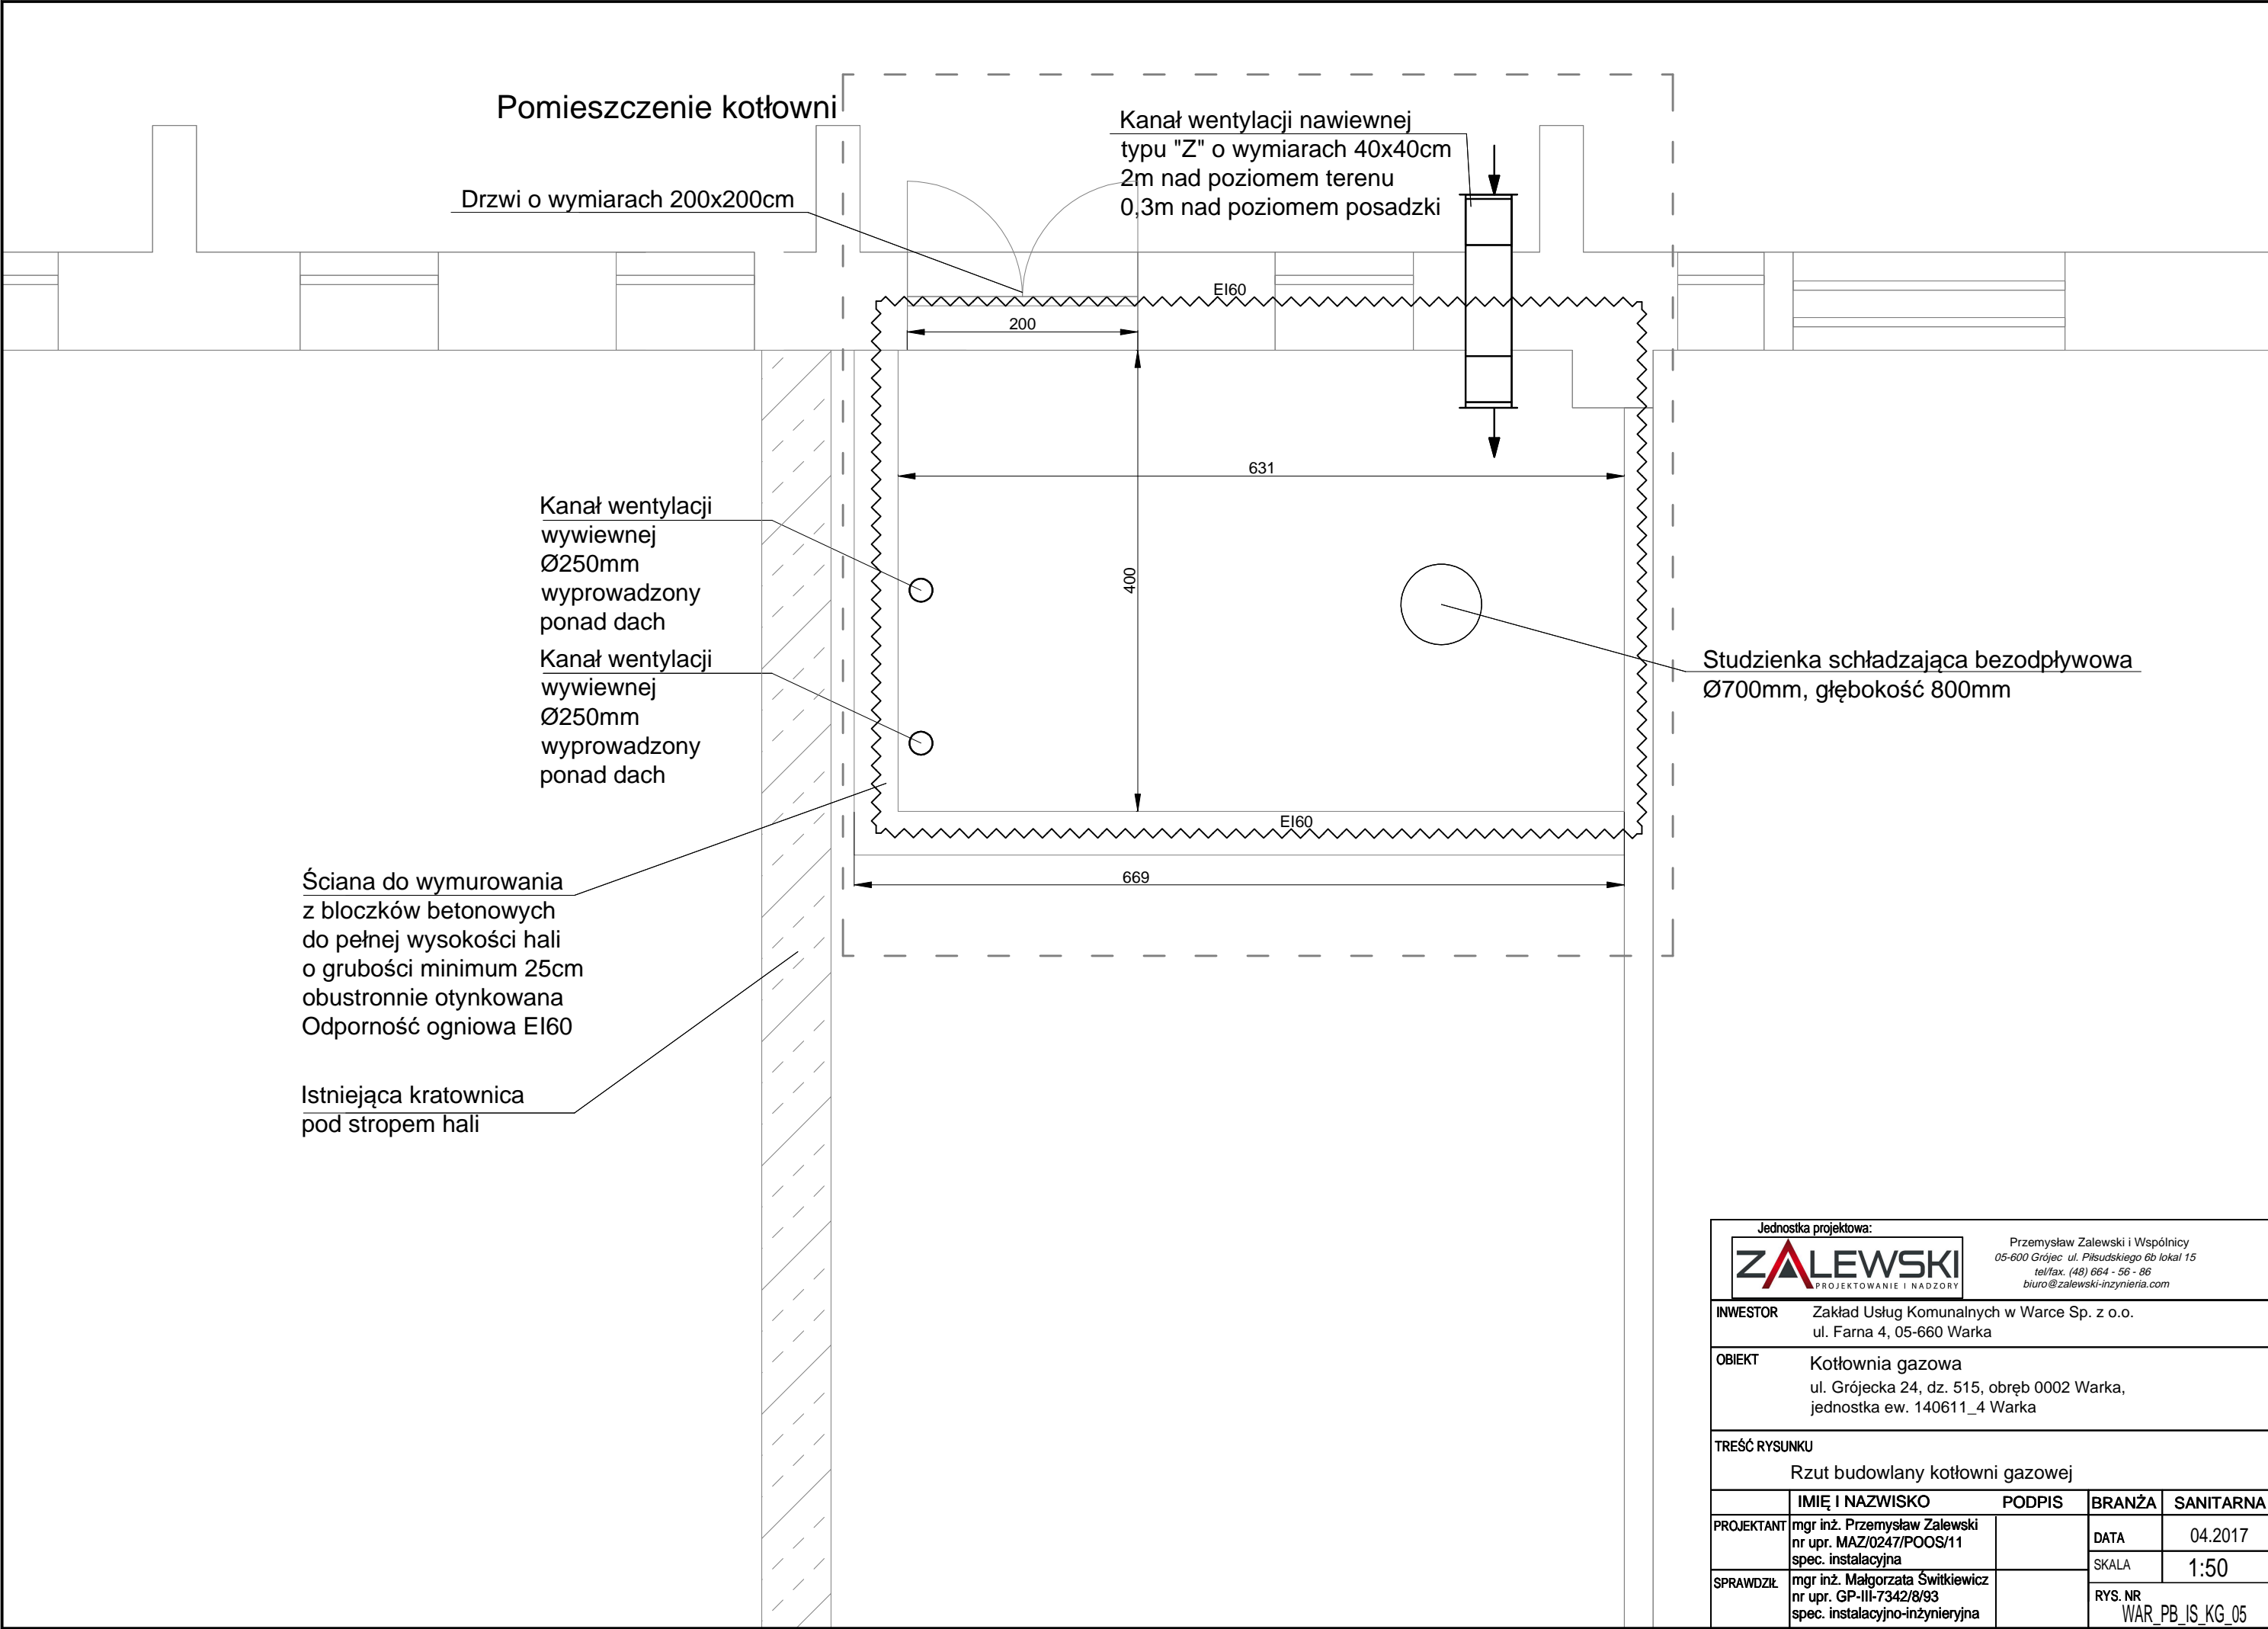 Pomieszczenie kotłowni
Drzwi o wymiarach 200x200cm
Kanał wentylacji nawiewnej
typu "Z" o wymiarach 40x40cm
2m nad poziomem terenu
0,3m nad poziomem posadzki
EI60
200
631
400
Kanał wentylacji
wywiewnej
Ø250mm
wyprowadzony
ponad dach
Kanał wentylacji
wywiewnej
Ø250mm
wyprowadzony
ponad dach
Studzienka schładzająca bezodpływowa
Ø700mm, głębokość 800mm
EI60
669
Ściana do wymurowania
z bloczków betonowych
do pełnej wysokości hali
o grubości minimum 25cm
obustronnie otynkowana
Odporność ogniowa EI60
Istniejąca kratownica
pod stropem hali
Jednostka projektowa:
ZALEWSKI
PROJEKTOWANIE I NADZORY
Przemysław Zalewski i Wspólnicy
05-600 Grójec ul. Piłsudskiego 6b lokal 15
tel/fax. (48) 664 - 56 - 86
biuro@zalewski-inzynieria.com
INWESTOR Zakład Usług Komunalnych w Warce Sp. z o.o.
ul. Farna 4, 05-660 Warka
OBIEKT Kotłownia gazowa
ul. Grójecka 24, dz. 515, obręb 0002 Warka,
jednostka ew. 140611_4 Warka
TREŚĆ RYSUNKU
Rzut budowlany kotłowni gazowej
IMIĘ I NAZWISKO PODPIS BRANŻA SANITARNA
PROJEKTANT mgr inż. Przemysław Zalewski
nr upr. MAZ/0247/POOS/11
spec. instalacyjna
DATA 04.2017
SKALA 1:50
SPRAWDZIŁ mgr inż. Małgorzata Świtkiewicz
nr upr. GP-III-7342/8/93
spec. instalacyjno-inżynieryjna
RYS. NR
WAR_PB_IS_KG_05